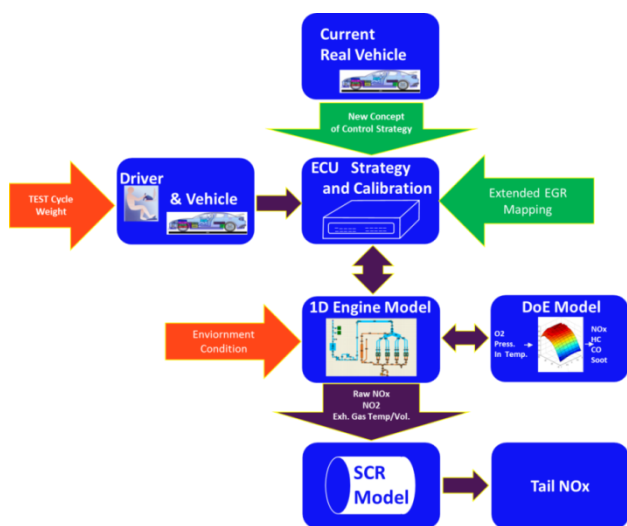 Current
Real Vehicle
New Concept
of Control Strategy
TEST Cycle
Weight
Driver
& Vehicle
ECU Strategy
and Calibration
Extended EGR
Mapping
Enviornment
Condition
1D Engine Model
DoE Model
O2
Press.
In Temp.
NOx
HC
CO
Soot
Raw NOx
NO2
Exh. Gas Temp/Vol.
SCR
Model
Tail NOx